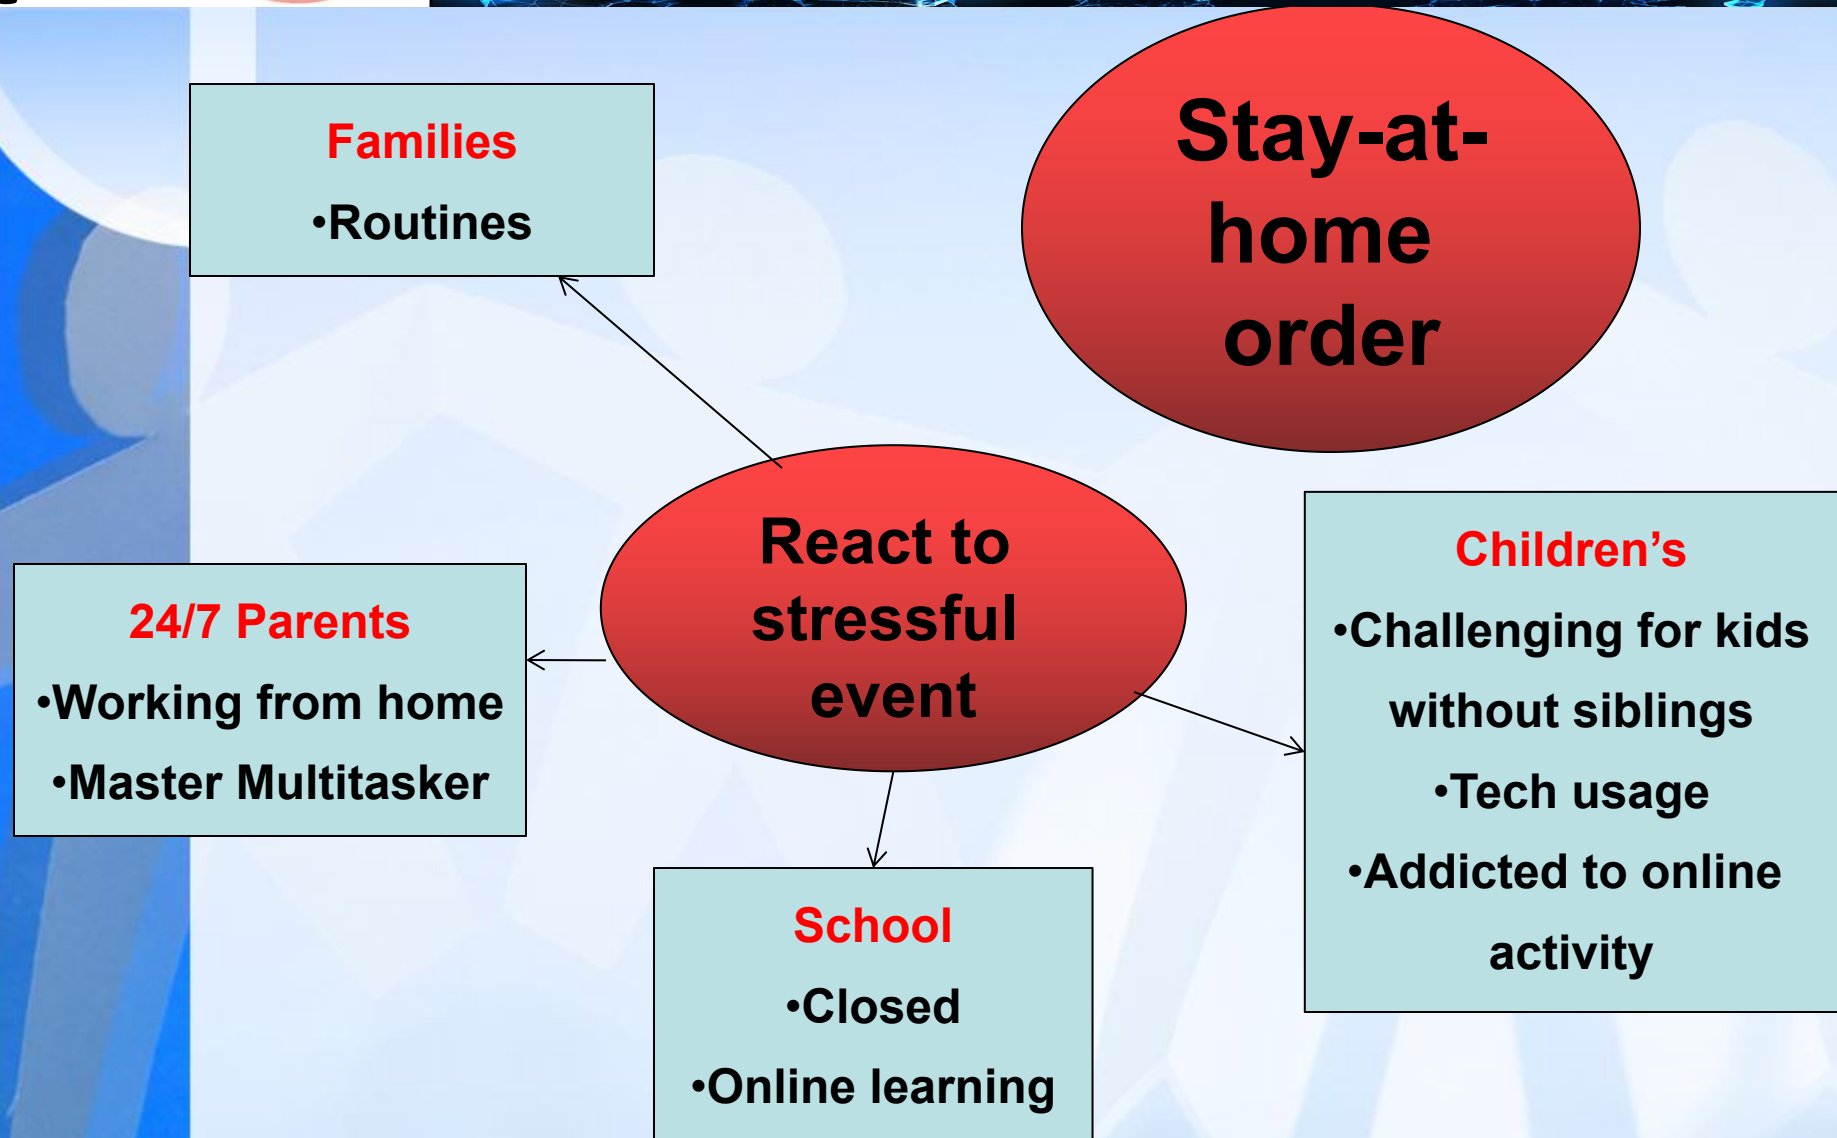 Stay-at-
home
order
Families
•Routines
React to
stressful
event
24/7 Parents
•Working from home
•Master Multitasker
Children’s
•Challenging for kids
without siblings
•Tech usage
•Addicted to online
activity
School
•Closed
•Online learning